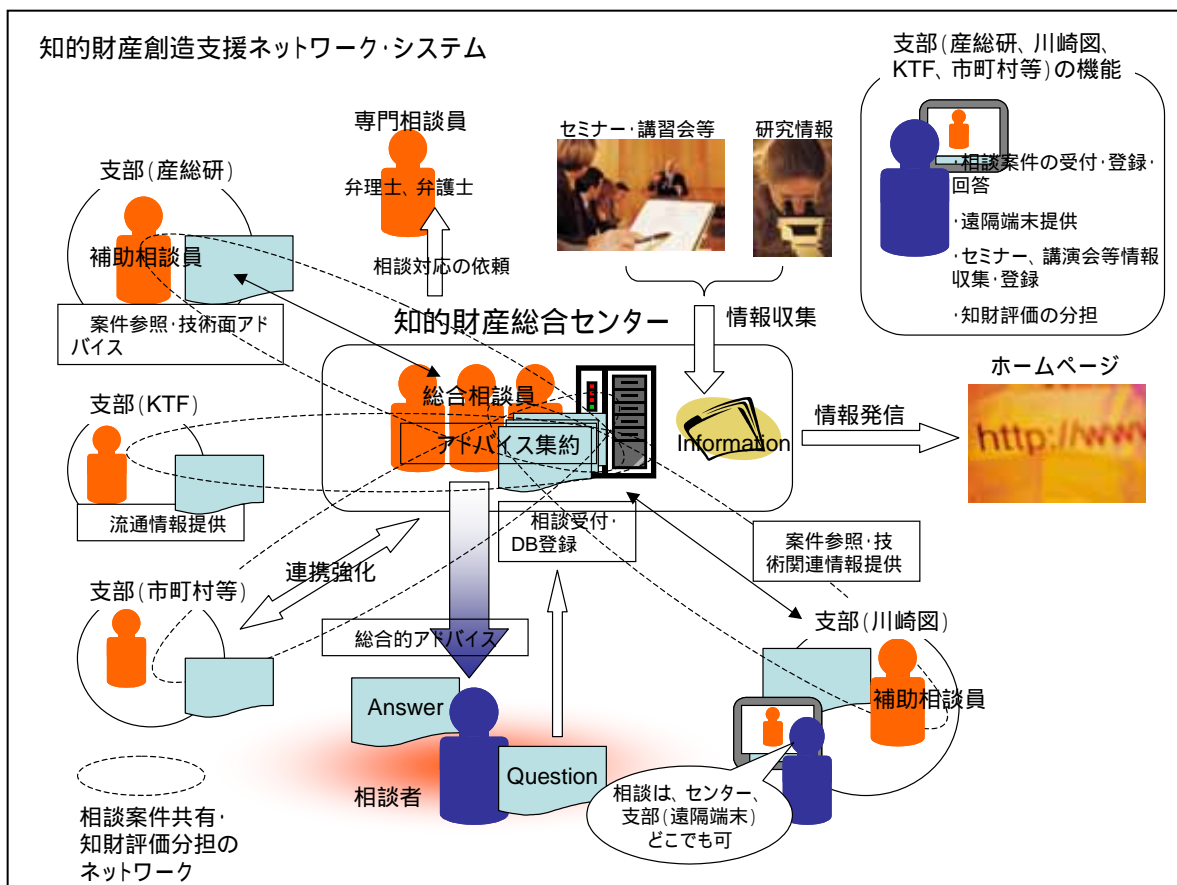 知的財産創造支援ネットワーク・システム
支部(産総研、川崎図、
KTF、市町村等)の機能
・相談案件の受付・登録・
回答
・遠隔端末提供
・セミナー、講演会等情報
収集・登録
・知財評価の分担
専門相談員
弁理士、弁護士
相談対応の依頼
セミナー・講習会等
研究情報
情報収集
支部(産総研)
補助相談員
案件参照・技術面アド
バイス
知的財産総合センター
総合相談員
アドバイス集約
Information
情報発信
ホームページ
http://www
支部(KTF)
流通情報提供
相談受付・
DB登録
案件参照・技
術関連情報提供
連携強化
支部(市町村等)
総合的アドバイス
支部(川崎図)
補助相談員
Answer
Question
相談者
相談は、センター、
支部(遠隔端末)
どこでも可
相談案件共有・
知財評価分担の
ネットワーク